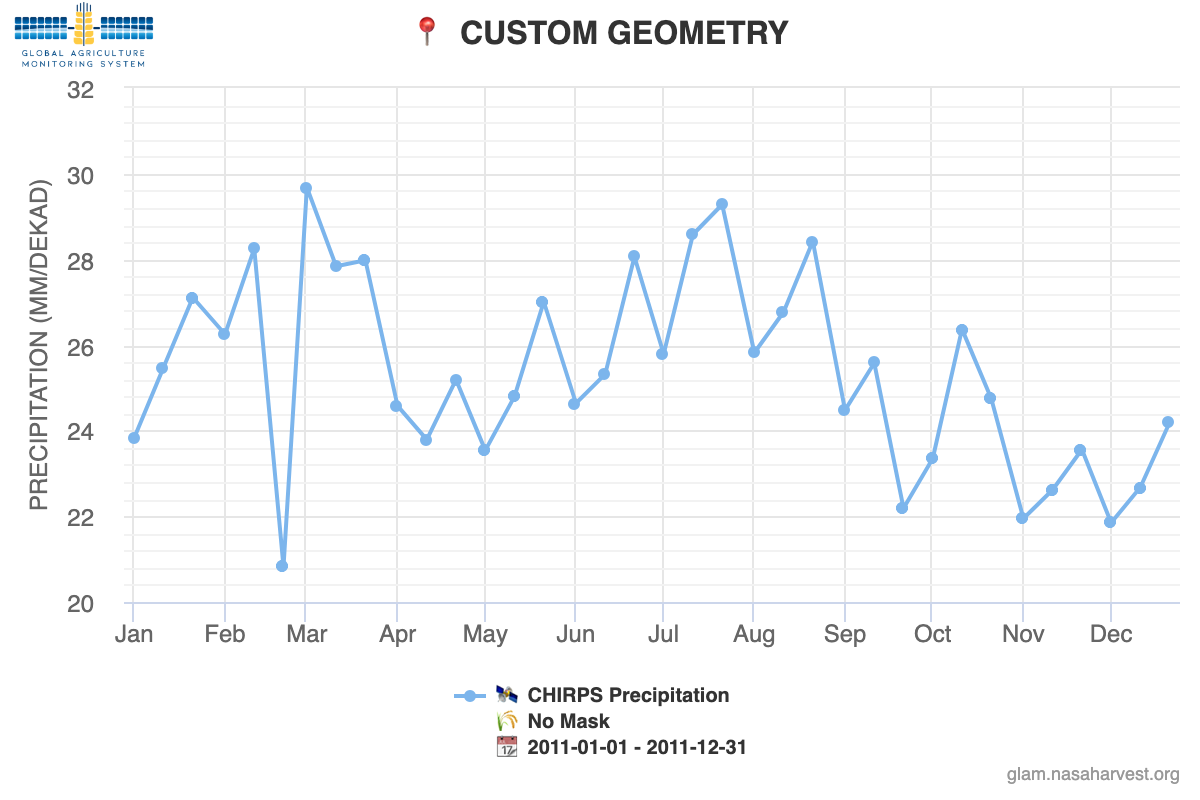 GLOBAL AGRICULTURE
MONITORING SYSTEM
CUSTOM GEOMETRY
PRECIPITATION (MM/DEKAD)
32
30
28
26
24
22
20
Jan Feb Mar Apr May Jun Jul Aug Sep Oct Nov Dec
CHIRPS Precipitation
No Mask
17
2011-01-01 - 2011-12-31
glam.nasaharvest.org